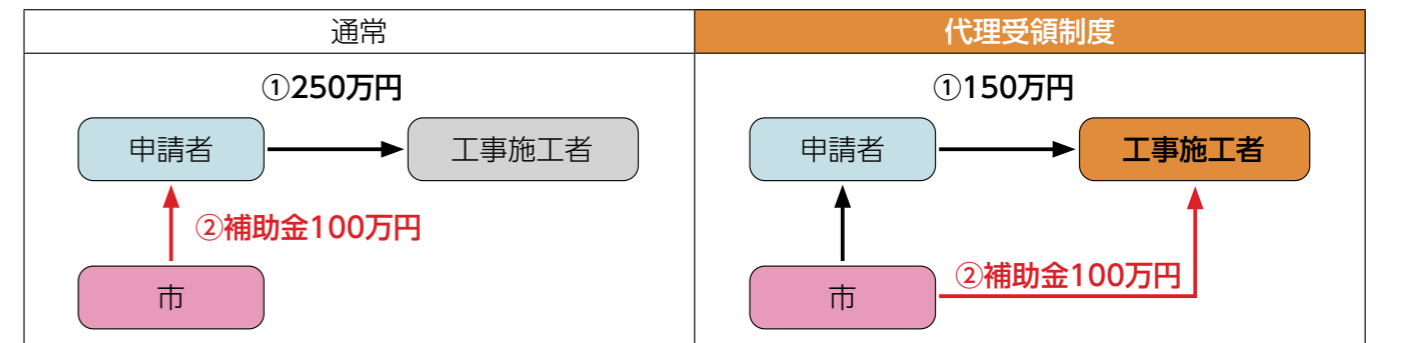 通常
①250万円
申請者
工事施工者
②補助金100万円
市
代理受領制度
①150万円
申請者
工事施工者
②補助金100万円
市